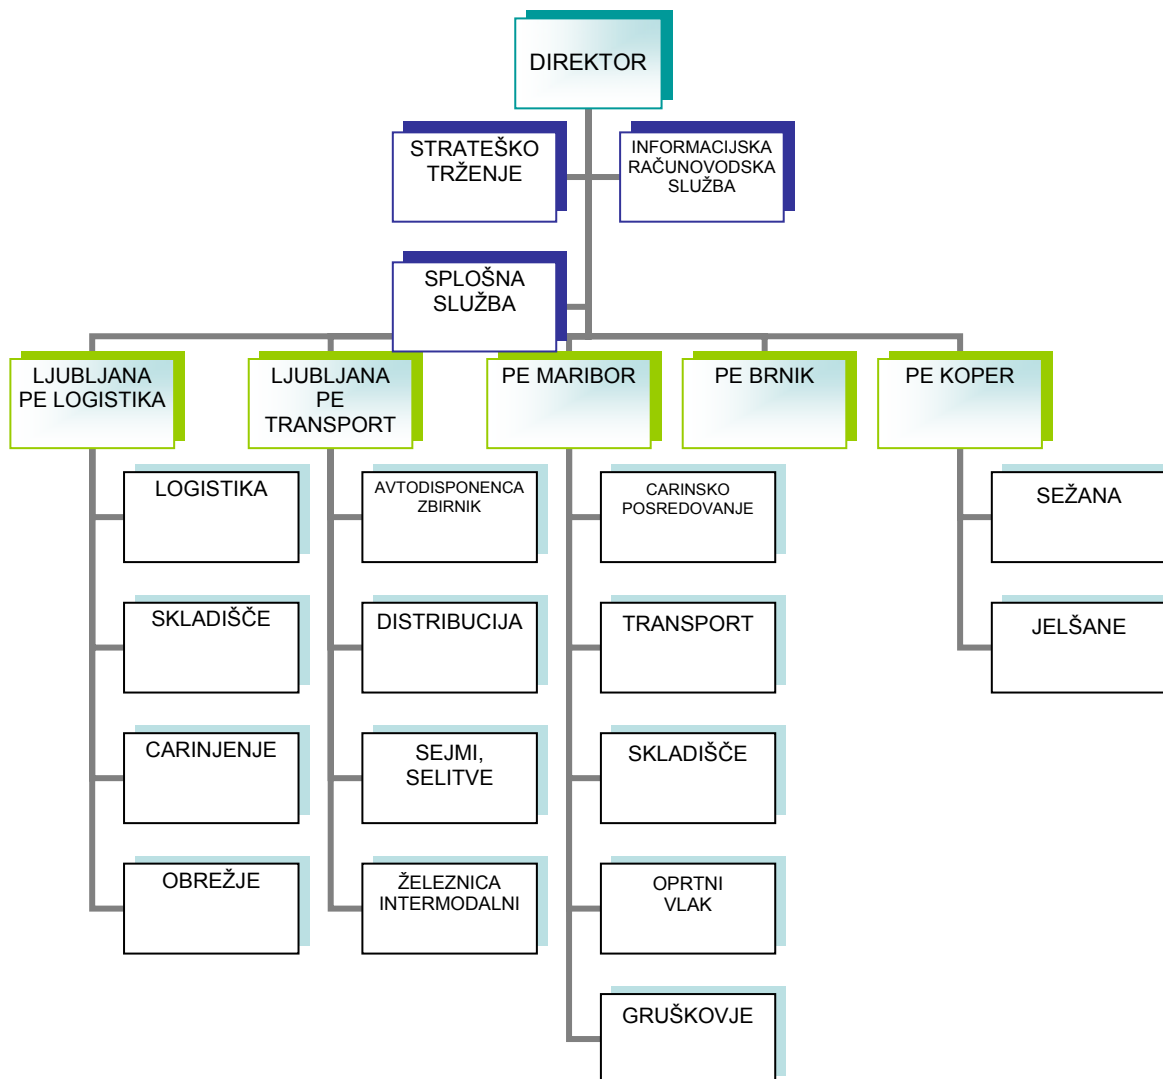 DIREKTOR
STRATEŠKO
TRŽENJE
INFORMACIJSKA
RAČUNOVODSKA
SLUŽBA
SPLOŠNA
SLUŽBA
LJUBLJANA
PE LOGISTIKA
LJUBLJANA
PE
TRANSPORT
PE MARIBOR
PE BRNIK
PE KOPER
LOGISTIKA
SKLADIŠČE
CARINJENJE
OBREŽJE
AVTODISPONENCA
ZBIRNIK
DISTRIBUCIJA
SEJMI,
SELITVE
ŽELEZNICA
INTERMODALNI
CARINSKO
POSREDOVANJE
TRANSPORT
SKLADIŠČE
OPRTNI
VLAK
GRUŠKOVJE
SEŽANA
JELŠANE